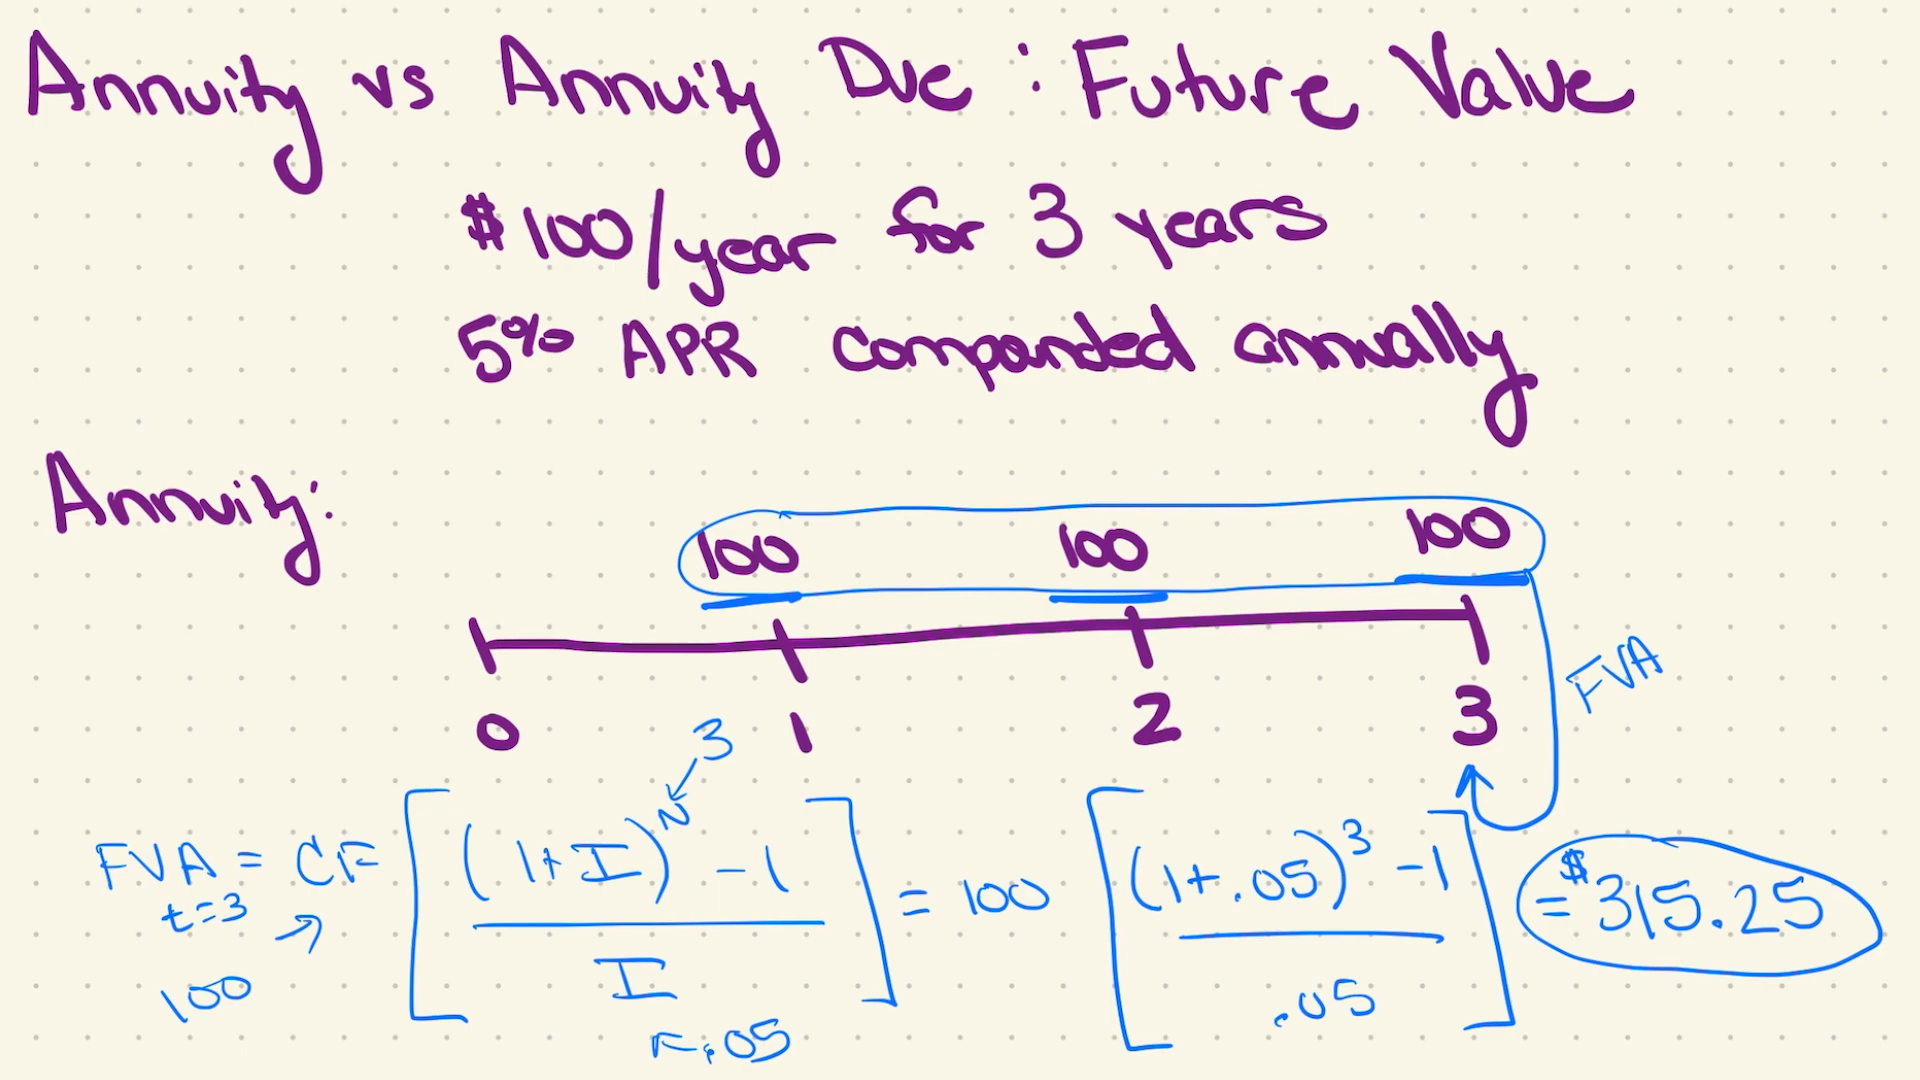 Annuity vs Annuity Due: Future Value
$100/year for 3 years
5% APR compounded annually
Annuity:
100 100 100
0 1 2 3
FVA
3
FVA = CF [ (1+I)^N - 1 / I ] = 100 [ (1+.05)^3 - 1 / .05 ] = $315.25
t=3
100
.05